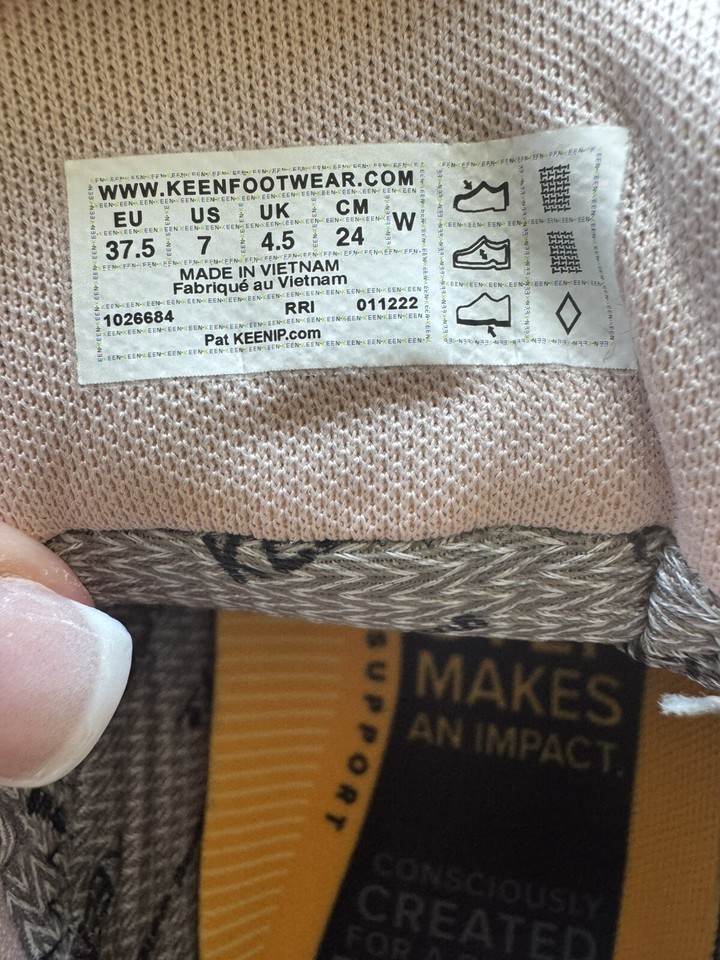 WWW.KEENFOOTWEAR.COM
EU US UK CM W
37.5 7 4.5 24
MADE IN VIETNAM
Fabriqué au Vietnam
1026684 RRI 011222
Pat KEENIP.com
SUPPORT
MAKES
AN IMPACT.
CONSCIOUSLY
CREATED
FOR A